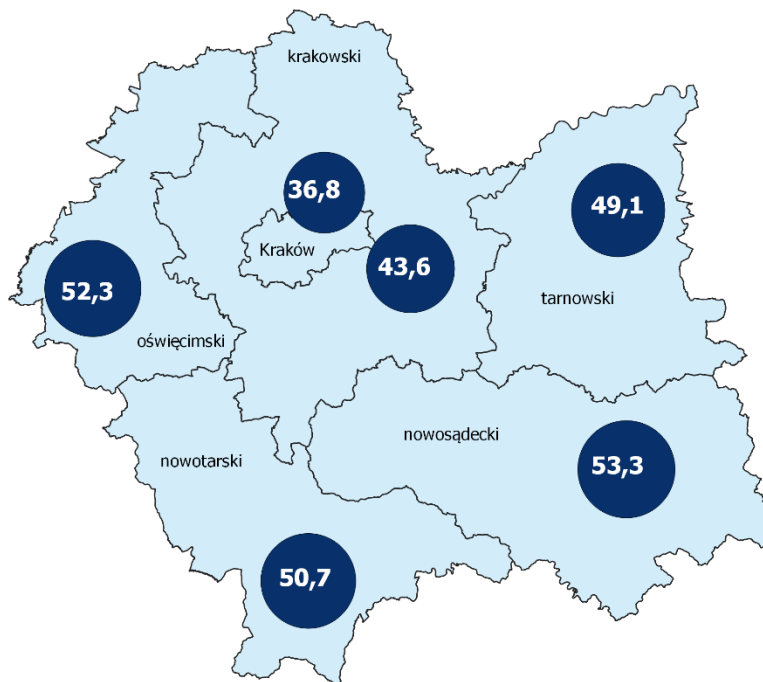 krakowski
36,8
49,1
Kraków
43,6
52,3
tarnowski
oświęcimski
nowosądecki
nowotarski
53,3
50,7